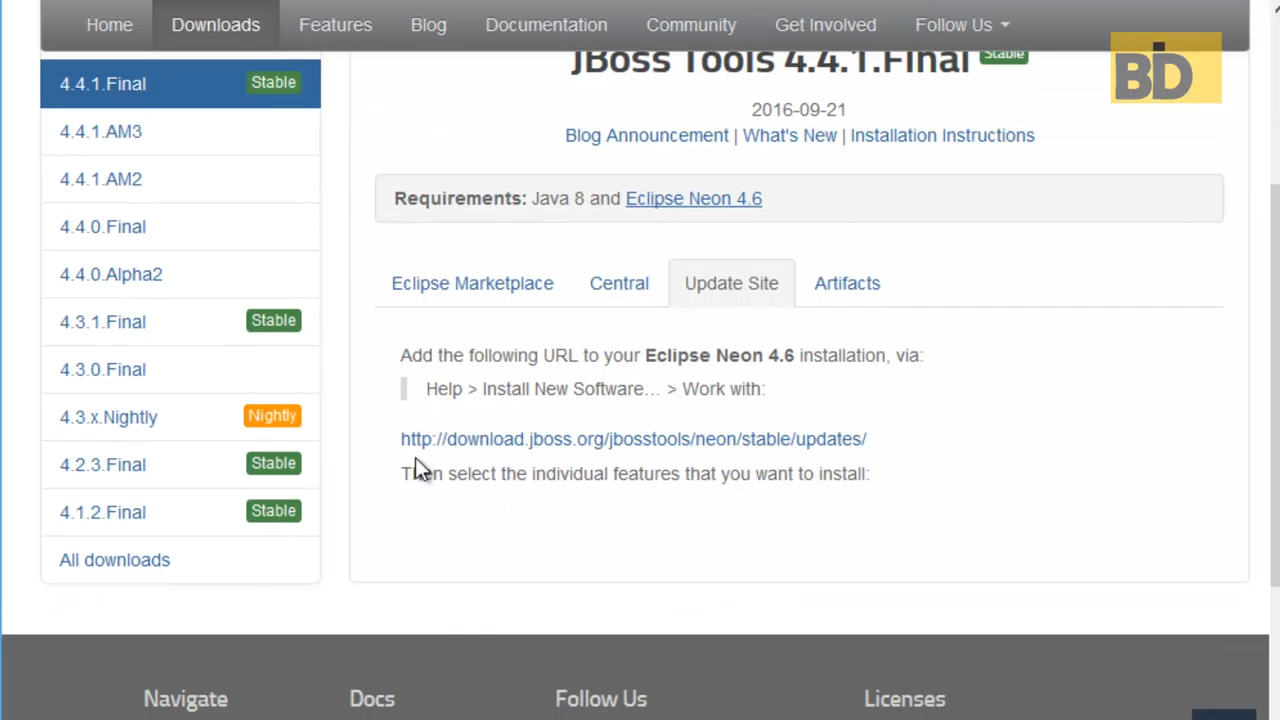 Home Downloads Features Blog Documentation Community Get Involved Follow Us
BD
4.4.1.Final Stable
4.4.1.AM3
4.4.1.AM2
4.4.0.Final
4.4.0.Alpha2
4.3.1.Final Stable
4.3.0.Final
4.3.x.Nightly Nightly
4.2.3.Final Stable
4.1.2.Final Stable
All downloads
JBoss Tools 4.4.1.Final Stable
2016-09-21
Blog Announcement | What's New | Installation Instructions
Requirements: Java 8 and Eclipse Neon 4.6
Eclipse Marketplace Central Update Site Artifacts
Add the following URL to your Eclipse Neon 4.6 installation, via:
Help > Install New Software... > Work with:
http://download.jboss.org/jbosstools/neon/stable/updates/
Then select the individual features that you want to install:
Navigate Docs Follow Us Licenses